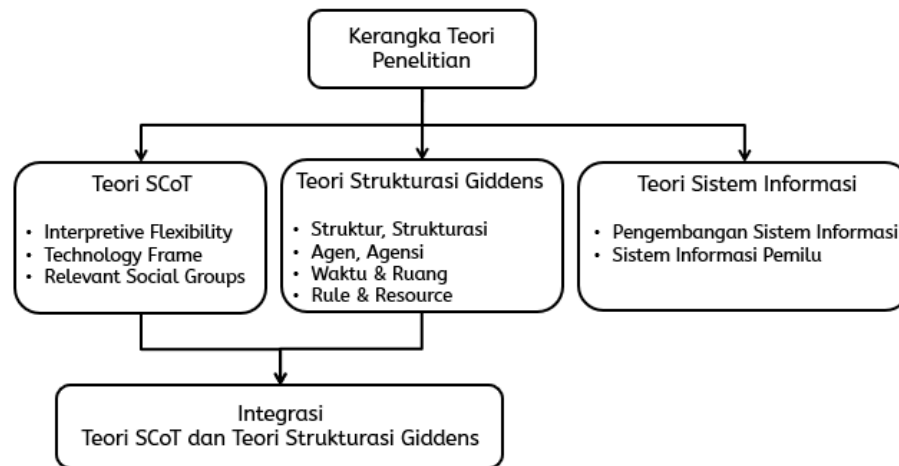 Kerangka Teori
Penelitian
Teori SCoT
• Interpretive Flexibility
• Technology Frame
• Relevant Social Groups
Teori Strukturasi Giddens
• Struktur, Strukturasi
• Agen, Agensi
• Waktu & Ruang
• Rule & Resource
Teori Sistem Informasi
• Pengembangan Sistem Informasi
• Sistem Informasi Pemilu
Integrasi
Teori SCoT dan Teori Strukturasi Giddens